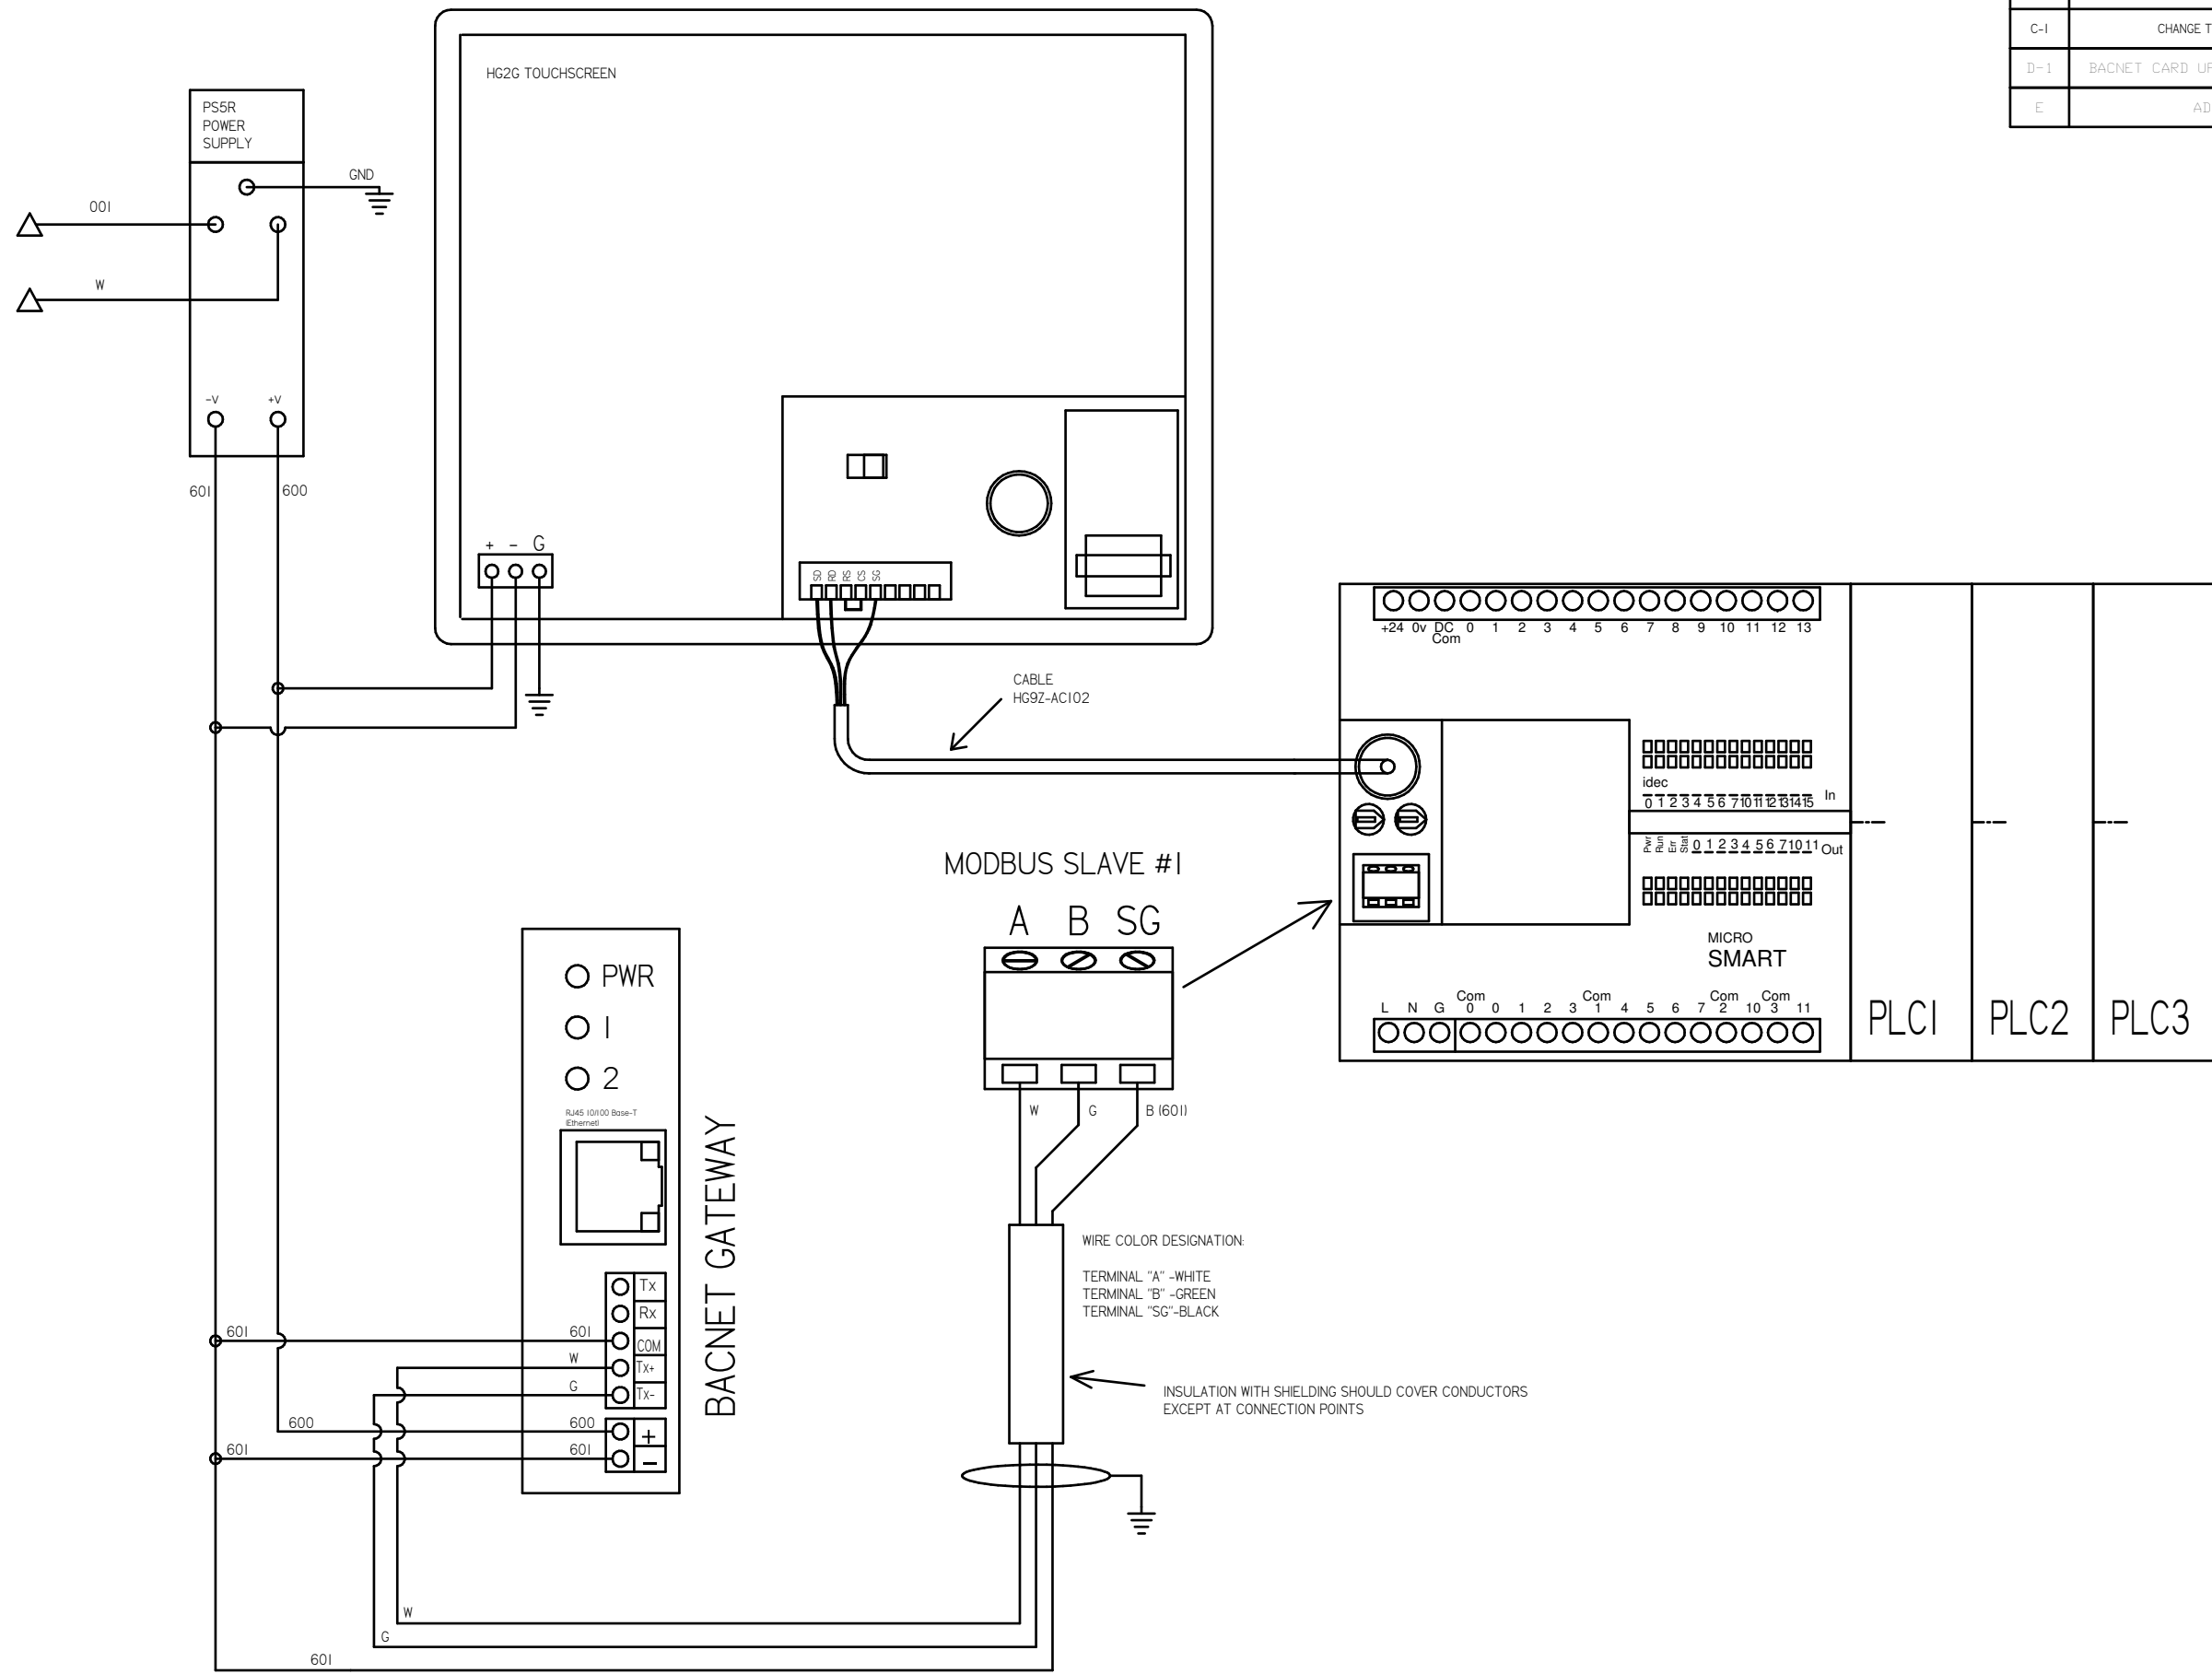 C-1
CHANGE T
D-1
BACNET CARD UP
E
AD
HG2G TOUCHSCREEN
PS5R
POWER
SUPPLY
GND
001
W
-V +V
601 600
+ - G
SD RD RS CS SG
CABLE
HG9Z-AC102
+24 0v DC Com 0 1 2 3 4 5 6 7 8 9 10 11 12 13
idec
0 1 2 3 4 5 6 7 10 11 12 13 14 15 In
Pwr Run Err Stat 0 1 2 3 4 5 6 7 10 11 Out
MICRO
SMART
L N G Com 0 0 1 2 3 Com 1 4 5 6 7 Com 2 10 Com 3 11
PLC1 PLC2 PLC3
MODBUS SLAVE #1
A B SG
W G B (601)
PWR
1
2
RJ45 10/100 Base-T
(Ethernet)
BACNET GATEWAY
Tx
Rx
601 601 COM
W Tx+
G Tx-
600 600 +
601 601 -
WIRE COLOR DESIGNATION:
TERMINAL "A" -WHITE
TERMINAL "B" -GREEN
TERMINAL "SG"-BLACK
INSULATION WITH SHIELDING SHOULD COVER CONDUCTORS
EXCEPT AT CONNECTION POINTS
W
G
601